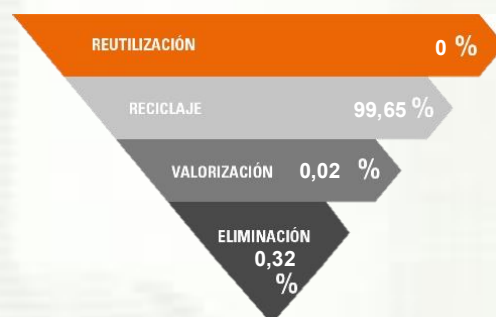 REUTILIZACIÓN 0 %
RECICLAJE 99,65 %
VALORIZACIÓN 0,02 %
ELIMINACIÓN
0,32
%